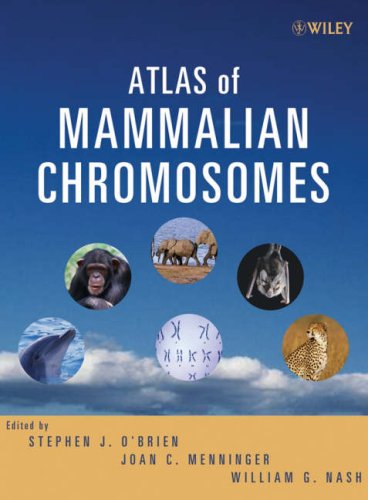 WILEY
ATLAS of
MAMMALIAN
CHROMOSOMES
Edited by
STEPHEN J. O'BRIEN
JOAN C. MENNINGER
WILLIAM G. NASH